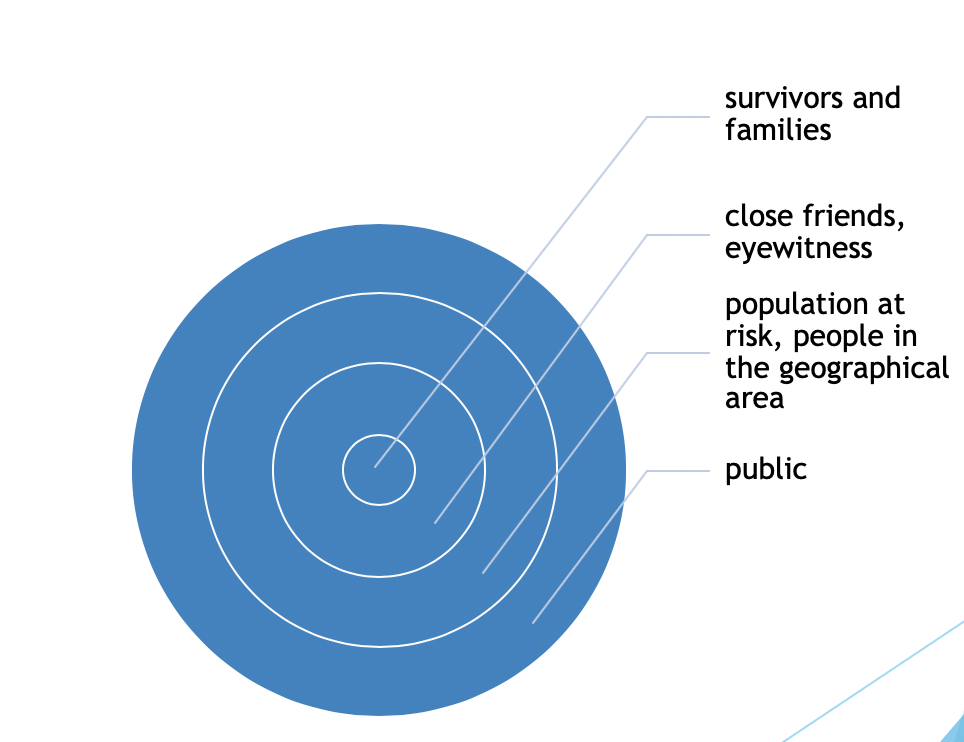 survivors and
families
close friends,
eyewitness
population at
risk, people in
the geographical
area
public